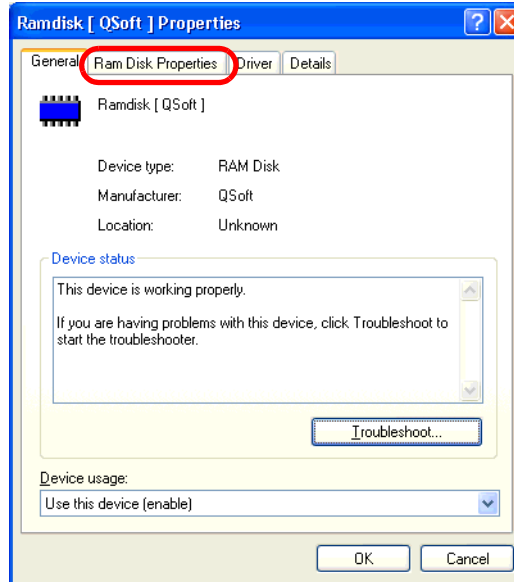 Ramdisk [ QSoft ] Properties
General Ram Disk Properties Driver Details
Ramdisk [ QSoft ]
Device type: RAM Disk
Manufacturer: QSoft
Location: Unknown
Device status
This device is working properly.
If you are having problems with this device, click Troubleshoot to
start the troubleshooter.
Troubleshoot...
Device usage:
Use this device (enable)
OK Cancel